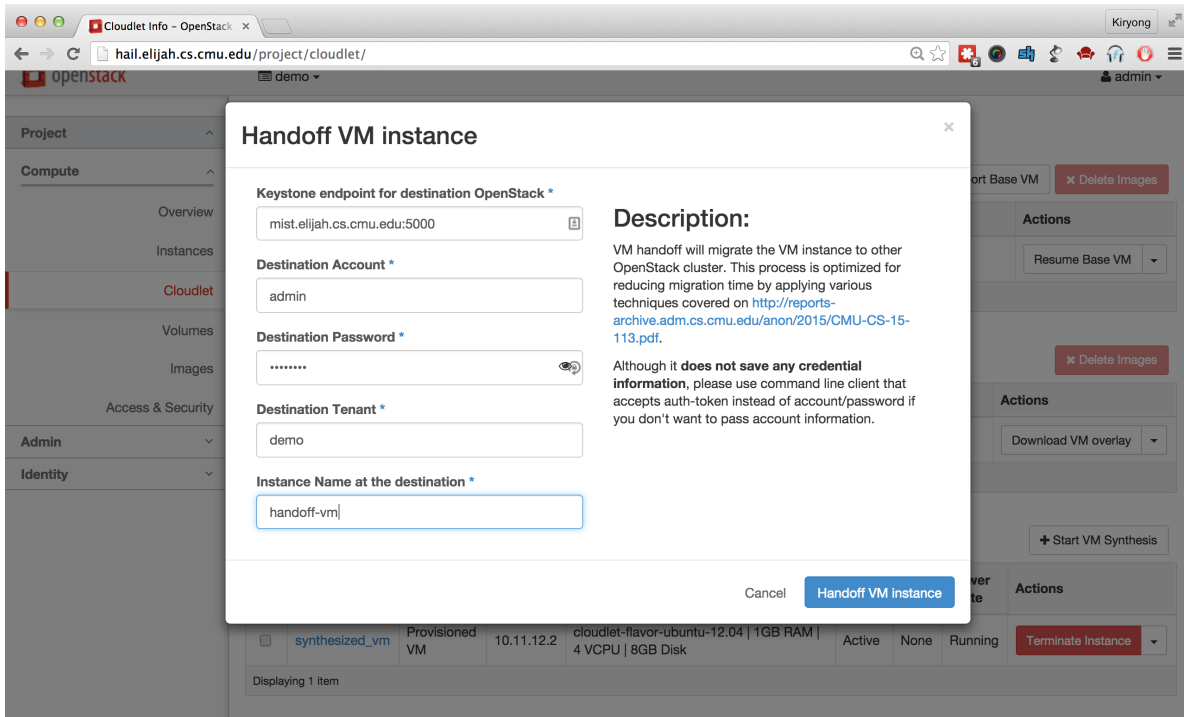 Cloudlet Info - OpenStack
Kiryong
hail.elijah.cs.cmu.edu/project/cloudlet/
6
openstack
demo
admin
Project
Compute
Overview
Instances
Cloudlet
Volumes
Images
Access & Security
Admin
Identity
Handoff VM instance
×
Keystone endpoint for destination OpenStack *
mist.elijah.cs.cmu.edu:5000
Destination Account *
admin
Destination Password *
••••••••
Destination Tenant *
demo
Instance Name at the destination *
handoff-vm
Description:
VM handoff will migrate the VM instance to other
OpenStack cluster. This process is optimized for
reducing migration time by applying various
techniques covered on http://reports-
archive.adm.cs.cmu.edu/anon/2015/CMU-CS-15-
113.pdf.
Although it does not save any credential
information, please use command line client that
accepts auth-token instead of account/password if
you don't want to pass account information.
Cancel
Handoff VM instance
ort Base VM
× Delete Images
Actions
Resume Base VM
× Delete Images
Actions
Download VM overlay
+ Start VM Synthesis
wer
te
Actions
synthesized_vm
Provisioned
VM
10.11.12.2
cloudlet-flavor-ubuntu-12.04 | 1GB RAM |
4 VCPU | 8GB Disk
Active
None
Running
Terminate Instance
Displaying 1 item